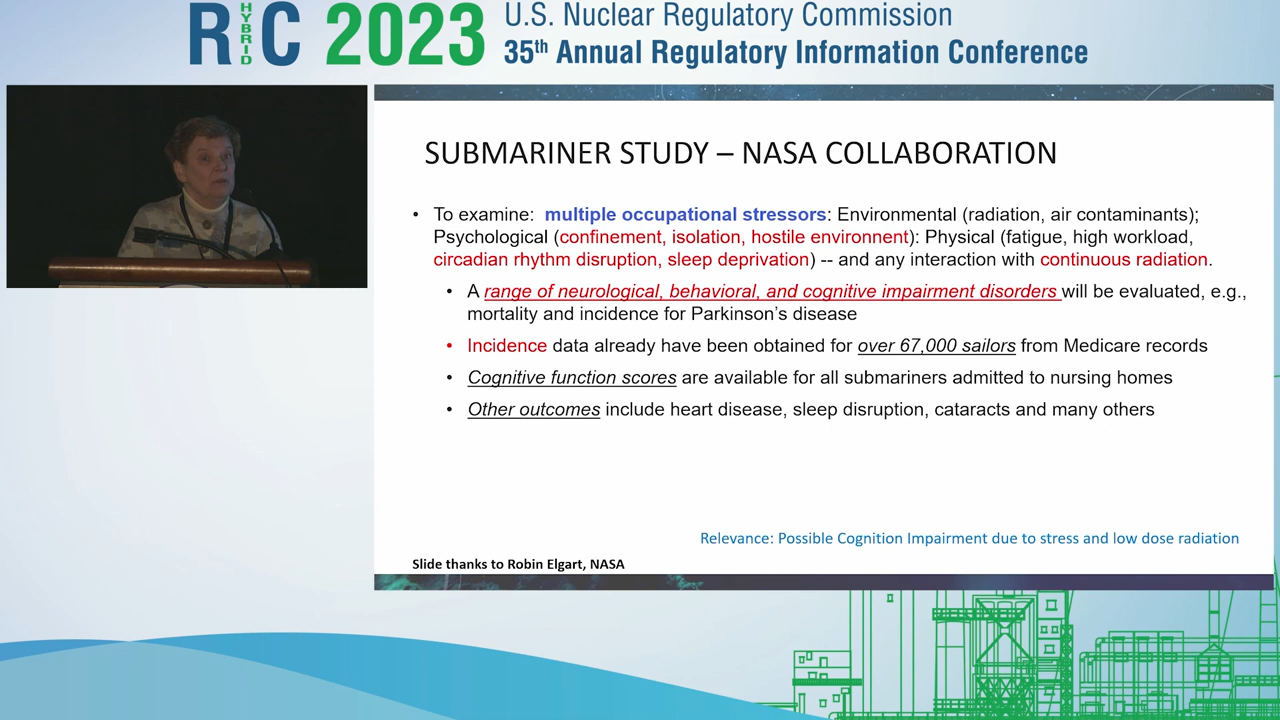 RIC HYBRID 2023
U.S. Nuclear Regulatory Commission
35th Annual Regulatory Information Conference
SUBMARINER STUDY – NASA COLLABORATION
• To examine: multiple occupational stressors: Environmental (radiation, air contaminants);
Psychological (confinement, isolation, hostile environnent): Physical (fatigue, high workload,
circadian rhythm disruption, sleep deprivation) -- and any interaction with continuous radiation.
• A range of neurological, behavioral, and cognitive impairment disorders will be evaluated, e.g.,
mortality and incidence for Parkinson’s disease
• Incidence data already have been obtained for over 67,000 sailors from Medicare records
• Cognitive function scores are available for all submariners admitted to nursing homes
• Other outcomes include heart disease, sleep disruption, cataracts and many others
Relevance: Possible Cognition Impairment due to stress and low dose radiation
Slide thanks to Robin Elgart, NASA